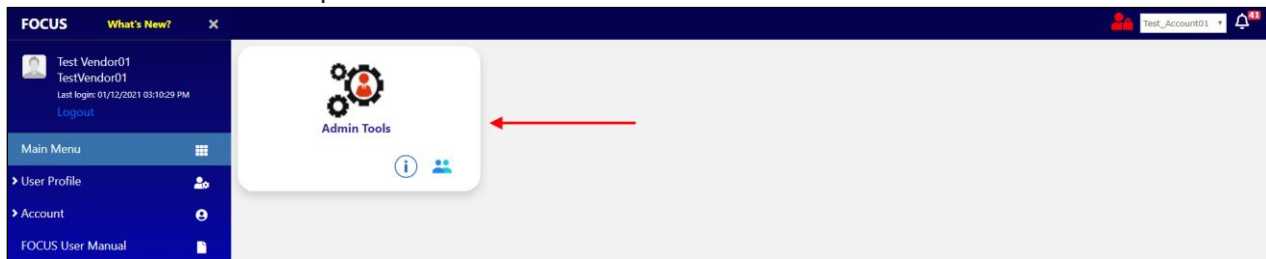 FOCUS What's New? ×
Test_Account01
41
Test Vendor01
TestVendor01
Last login: 01/12/2021 03:10:29 PM
Logout
Main Menu
User Profile
Account
FOCUS User Manual
Admin Tools